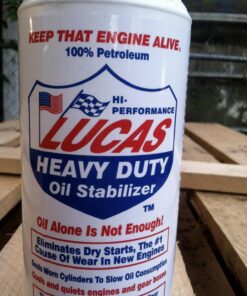 KEEP THAT ENGINE ALIVE.
100% Petroleum
HI-
PERFORMANCE
LUCAS
HEAVY DUTY
Oil Stabilizer
TM
Oil Alone Is Not Enough!
Eliminates Dry Starts, The #1
Cause Of Wear In New Engines
Worn Cylinders To Slow Oil Consumption
and quiets engines and gear boxes